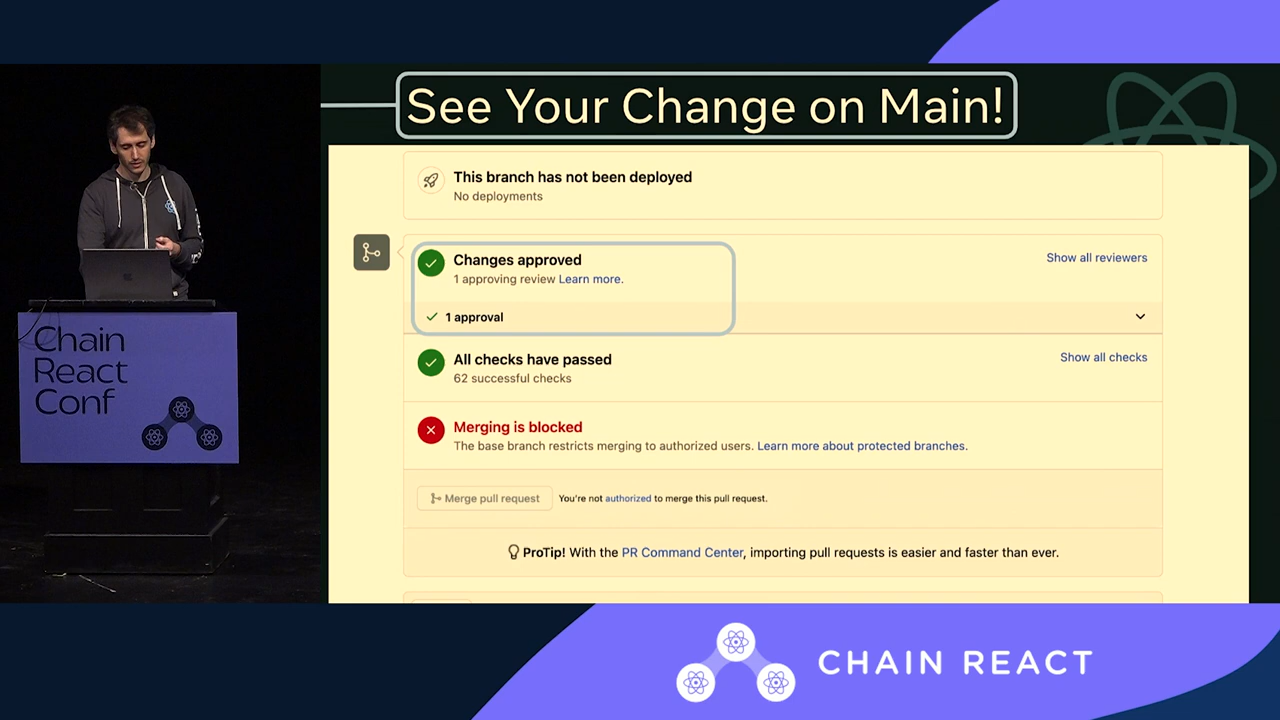 See Your Change on Main!
This branch has not been deployed
No deployments
Changes approved
1 approving review Learn more.
Show all reviewers
1 approval
All checks have passed
62 successful checks
Show all checks
Merging is blocked
The base branch restricts merging to authorized users. Learn more about protected branches.
Merge pull request
You're not authorized to merge this pull request.
ProTip! With the PR Command Center, importing pull requests is easier and faster than ever.
Chain
React
Conf
CHAIN REACT